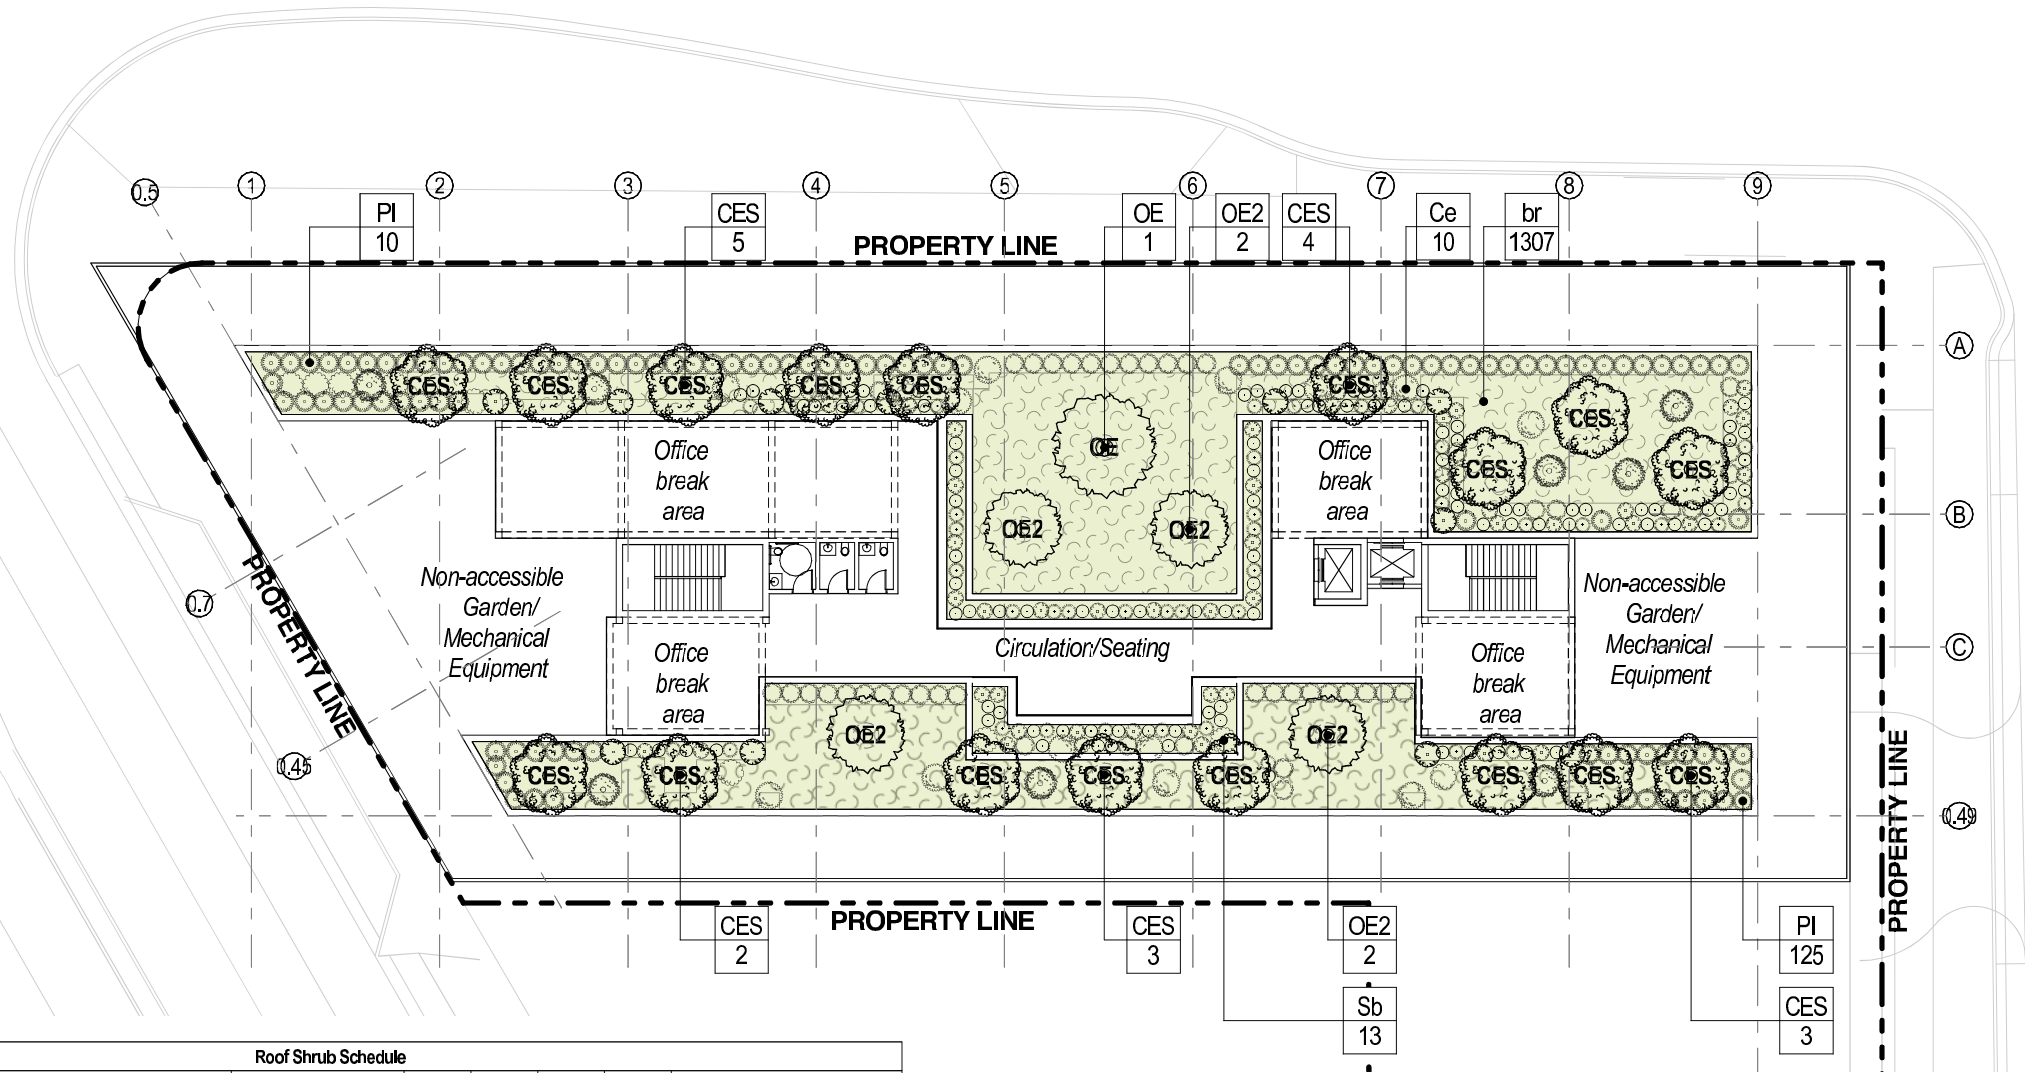 0.5
1
2
3
4
5
6
7
8
9
PI
10
CES
5
OE
1
OE2
2
CES
4
Ce
10
br
1307
PROPERTY LINE
A
CES
CES
CES
CES
CES
CES
CES
CES
CES
OE
OE2
OE2
Office
break
area
Office
break
area
B
PROPERTY LINE
0.7
Non-accessible
Garden/
Mechanical
Equipment
Non-accessible
Garden/
Mechanical
Equipment
Circulation/Seating
C
Office
break
area
Office
break
area
OE2
OE2
0.45
CES
CES
CES
CES
CES
CES
CES
CES
0.49
PROPERTY LINE
PROPERTY LINE
CES
2
CES
3
OE2
2
PI
125
Sb
13
CES
3
Roof Shrub Schedule